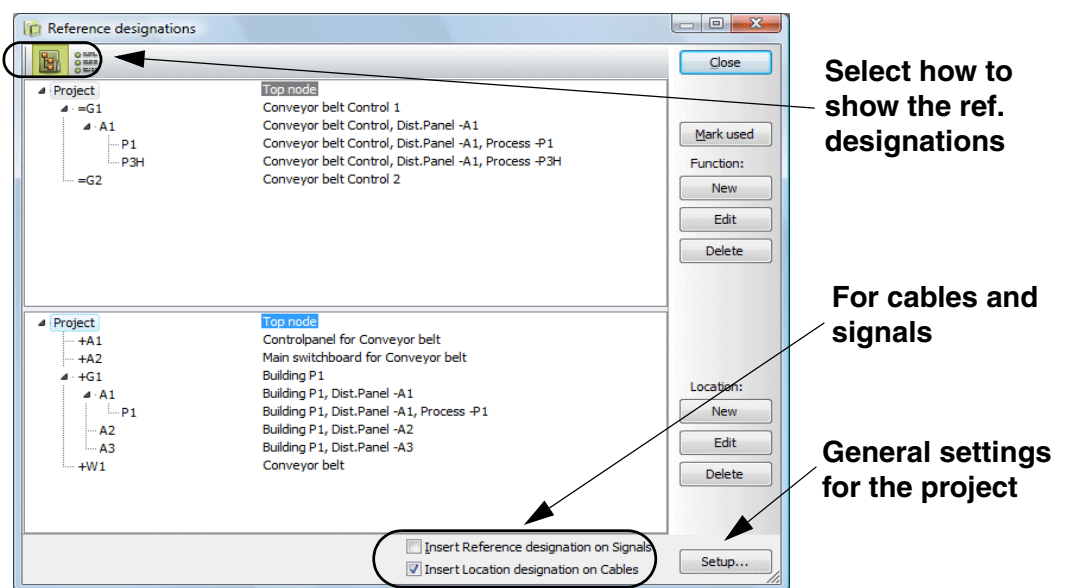 Reference designations
Close
Project Top node
=G1 Conveyor belt Control 1
A1 Conveyor belt Control, Dist.Panel -A1
P1 Conveyor belt Control, Dist.Panel -A1, Process -P1
P3H Conveyor belt Control, Dist.Panel -A1, Process -P3H
=G2 Conveyor belt Control 2
Mark used
Function:
New
Edit
Delete
Project Top node
+A1 Controlpanel for Conveyor belt
+A2 Main switchboard for Conveyor belt
+G1 Building P1
A1 Building P1, Dist.Panel -A1
P1 Building P1, Dist.Panel -A1, Process -P1
A2 Building P1, Dist.Panel -A2
A3 Building P1, Dist.Panel -A3
+W1 Conveyor belt
Location:
New
Edit
Delete
Insert Reference designation on Signals
Insert Location designation on Cables
Setup...
Select how to
show the ref.
designations
For cables and
signals
General settings
for the project